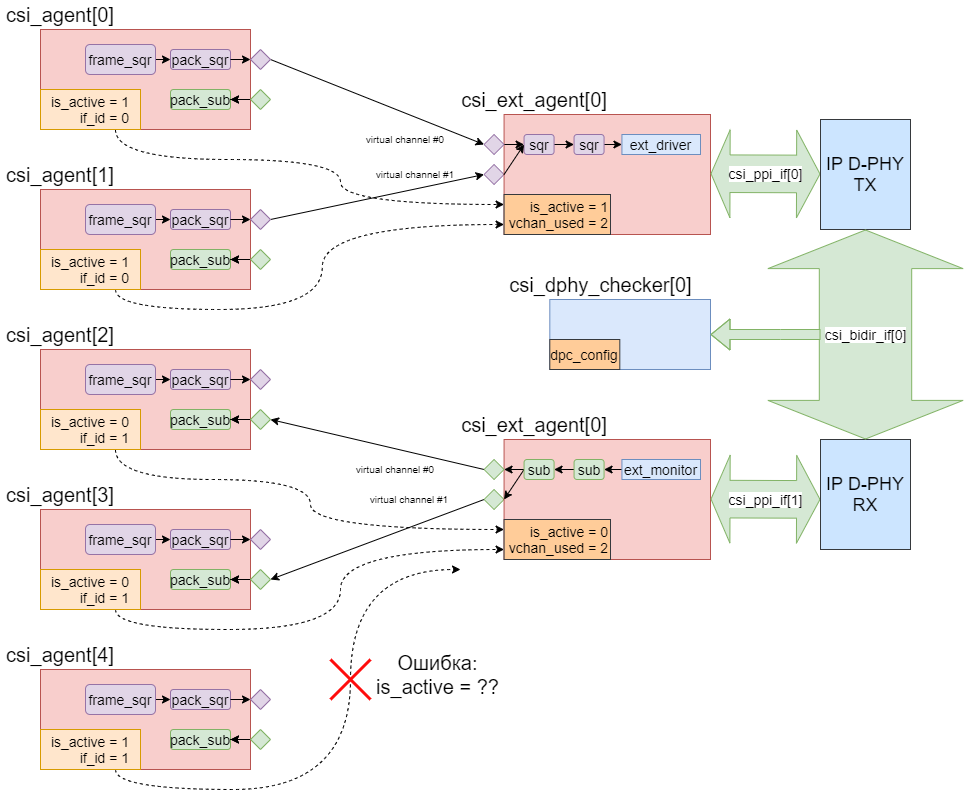 csi_agent[0]
frame_sqr
pack_sqr
pack_sub
is_active = 1
if_id = 0
virtual channel #0
csi_agent[1]
frame_sqr
pack_sqr
pack_sub
is_active = 1
if_id = 0
virtual channel #1
csi_ext_agent[0]
sqr
sqr
ext_driver
is_active = 1
vchan_used = 2
csi_ppi_if[0]
IP D-PHY
TX
csi_dphy_checker[0]
dpc_config
csi_bidir_if[0]
csi_agent[2]
frame_sqr
pack_sqr
pack_sub
is_active = 0
if_id = 1
virtual channel #0
csi_agent[3]
frame_sqr
pack_sqr
pack_sub
is_active = 0
if_id = 1
virtual channel #1
csi_ext_agent[0]
sub
sub
ext_monitor
is_active = 0
vchan_used = 2
csi_ppi_if[1]
IP D-PHY
RX
csi_agent[4]
frame_sqr
pack_sqr
pack_sub
is_active = 1
if_id = 1
Ошибка:
is_active = ??